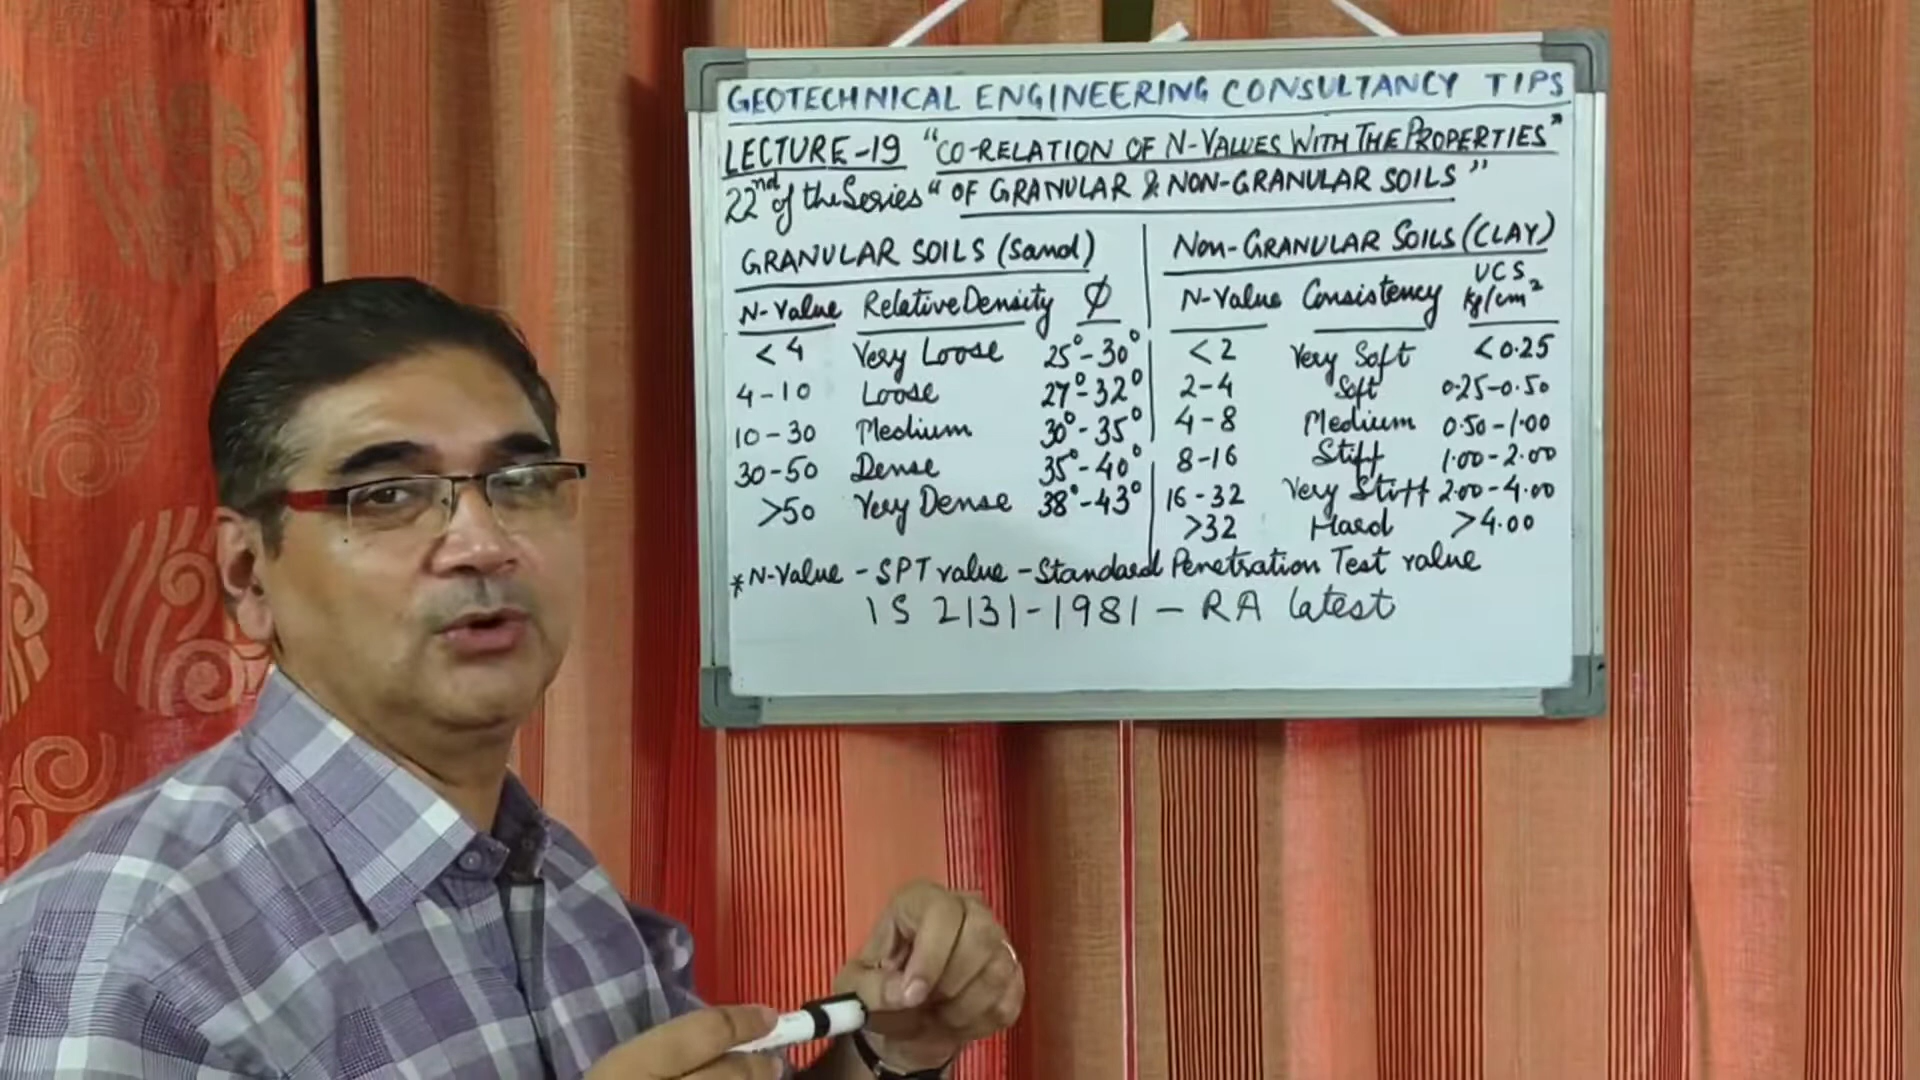 GEOTECHNICAL ENGINEERING CONSULTANCY TIPS
LECTURE-19 "CO-RELATION OF N-VALUES WITH THE PROPERTIES"
22nd of the Series "OF GRANULAR & NON-GRANULAR SOILS"
GRANULAR SOILS (Sand)
N-Value Relative Density Ø
<4 Very Loose 25°-30°
4-10 Loose 27°-32°
10-30 Medium 30°-35°
30-50 Dense 35°-40°
>50 Very Dense 38°-43°
NON-GRANULAR SOILS (CLAY)
N-Value Consistency UCS kg/cm²
<2 Very Soft <0.25
2-4 Soft 0.25-0.50
4-8 Medium 0.50-1.00
8-16 Stiff 1.00-2.00
16-32 Very Stiff 2.00-4.00
>32 Hard >4.00
*N-Value - SPT value - Standard Penetration Test value
IS 2131-1981 - RA latest